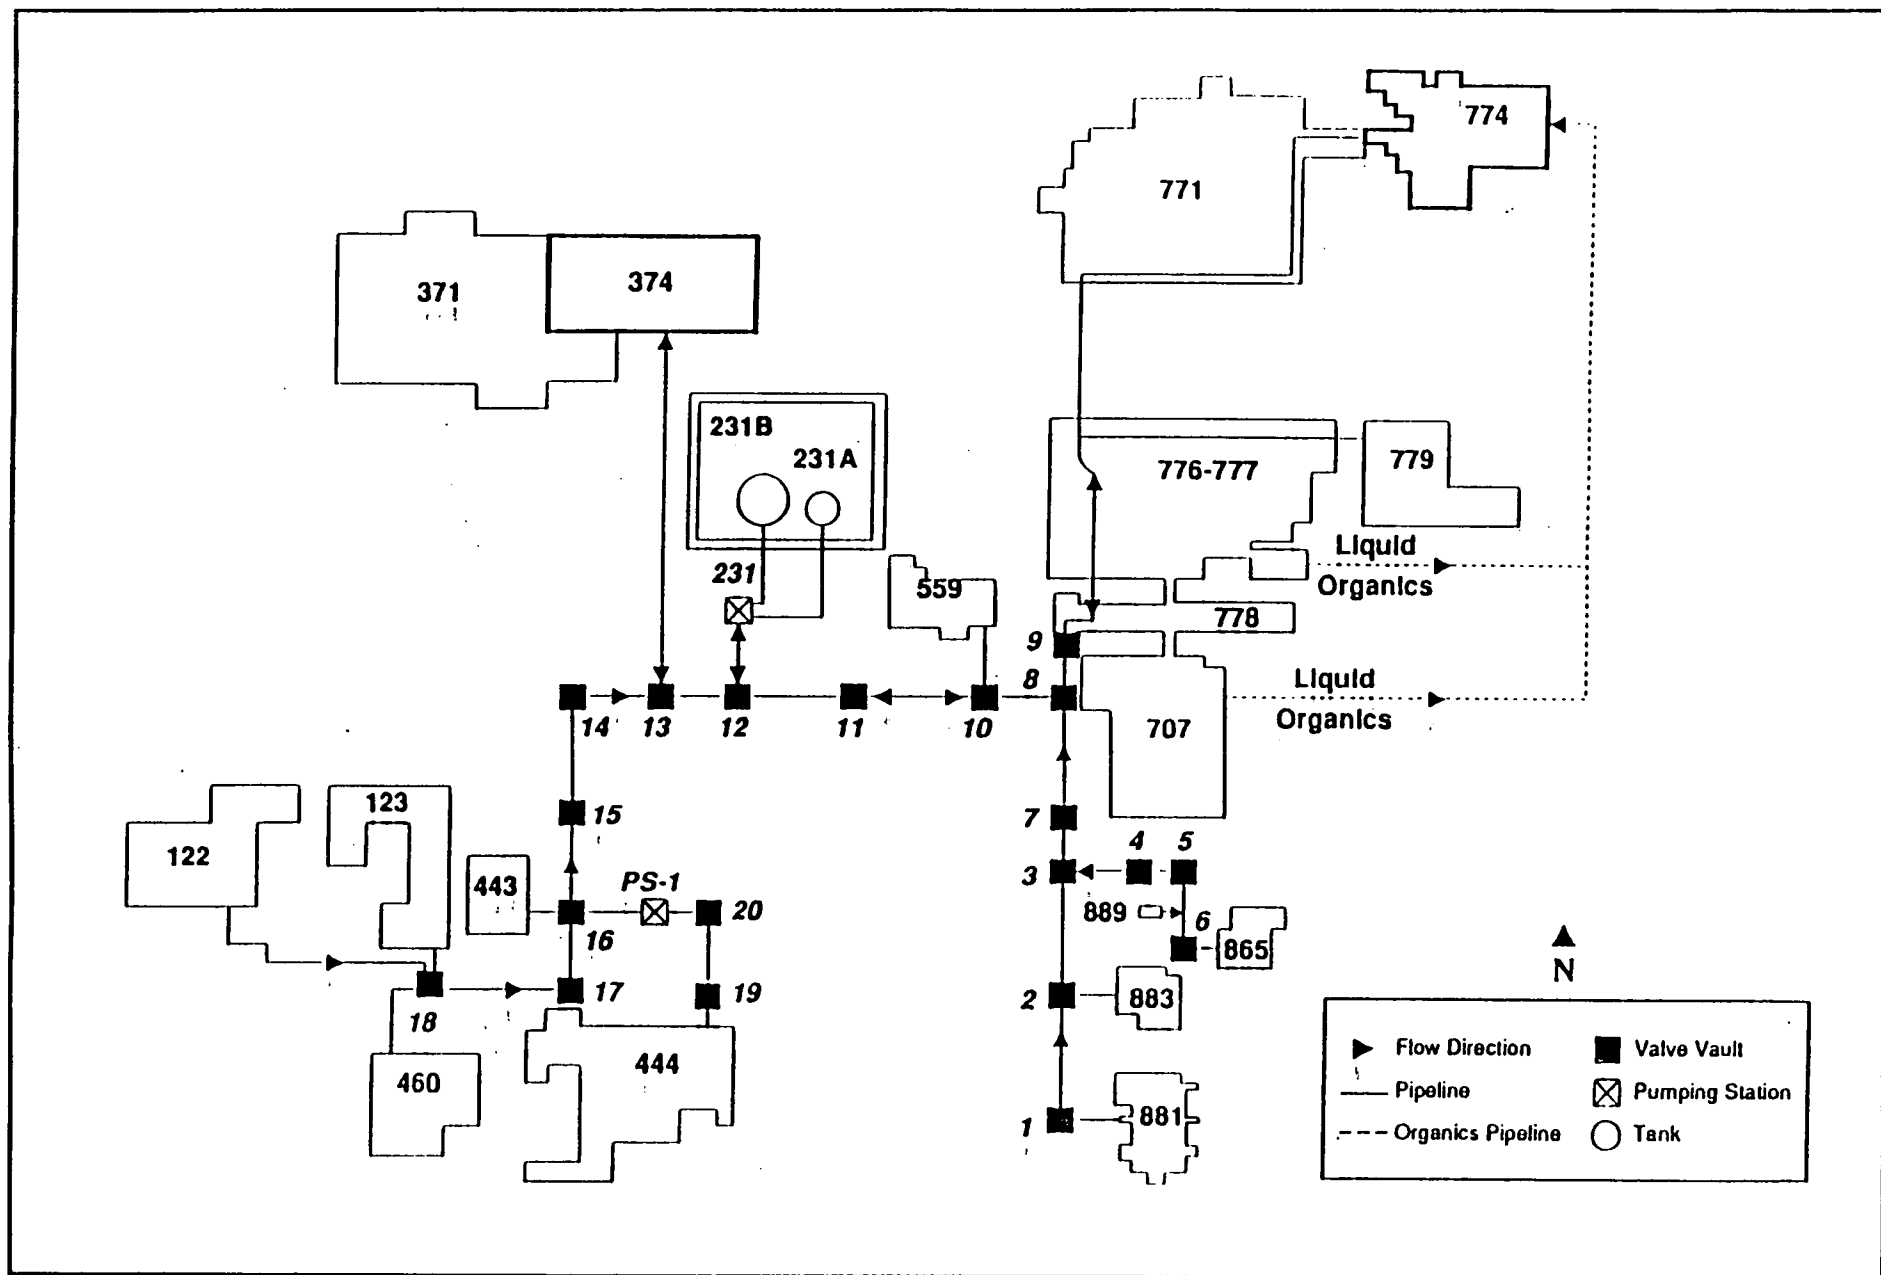 774
771
374
371
231B
231A
776-777
779
Liquid
Organics
231
559
778
9
8
Liquid
Organics
14
13
12
11
10
707
15
7
123
122
4
5
3
443
PS-1
20
889
6
865
16
N
17
19
2
883
18
444
460
1
881
Flow Direction
Valve Vault
Pipeline
Pumping Station
Organics Pipeline
Tank